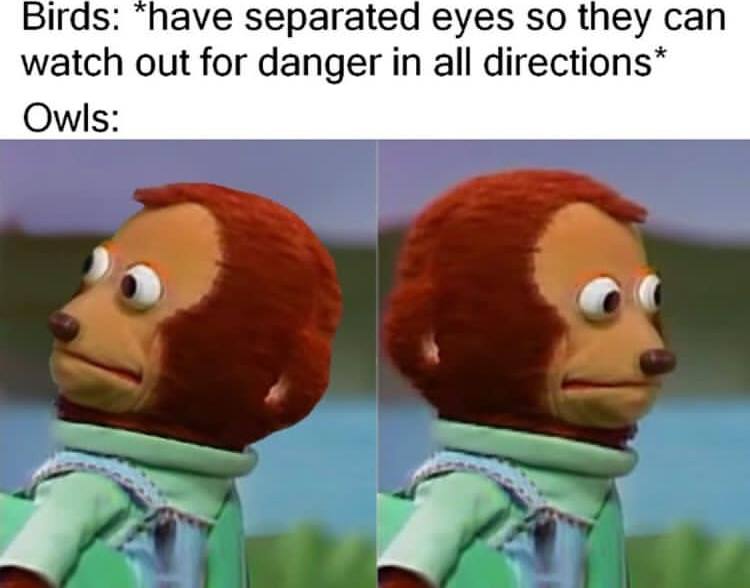 Birds: *have separated eyes so they can
watch out for danger in all directions*
Owls: